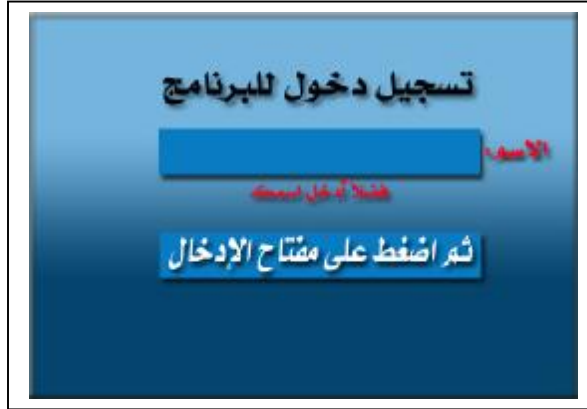 تسجيل دخول للبرنامج
الاسم:
فضلاً أدخل اسمك
ثم اضغط على مفتاح الإدخال